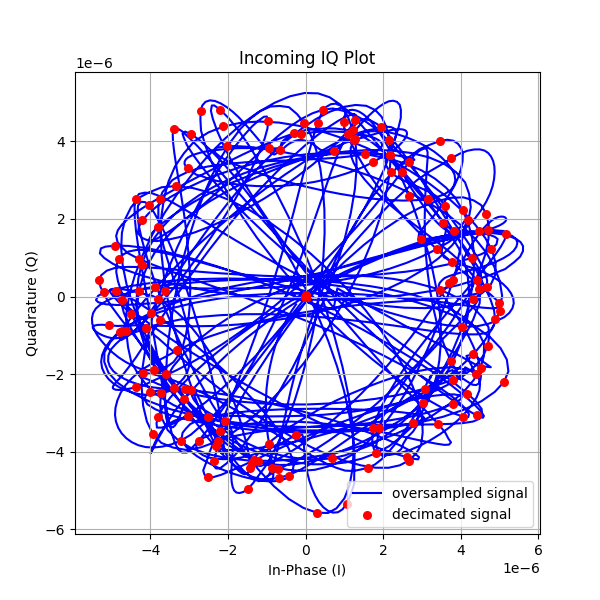 Incoming IQ Plot
1e−6
Quadrature (Q)
4
2
0
−2
−4
−6
−4
−2
0
2
4
6
1e−6
In-Phase (I)
oversampled signal
decimated signal